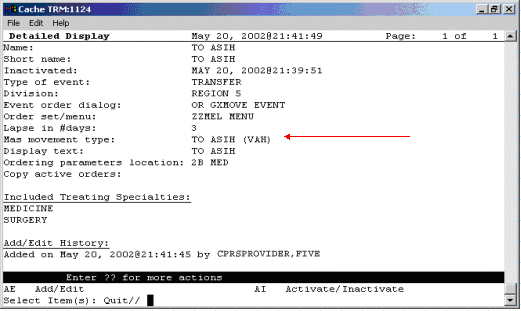 Cache TRM:1124
File Edit Help
Detailed Display May 20, 2002@21:41:49 Page: 1 of 1
Name: TO ASIH
Short name: TO ASIH
Inactivated: MAY 20, 2002@21:39:51
Type of event: TRANSFER
Division: REGION 5
Event order dialog: OR GXMOVE EVENT
Order set/menu: ZZMEL MENU
Lapse in #days: 3
Mas movement type: TO ASIH (VAH)
Display text: TO ASIH
Ordering parameters location: 2B MED
Copy active orders:
Included Treating Specialties:
MEDICINE
SURGERY
Add/Edit History:
Added on May 20, 2002@21:41:45 by CPRSPROVIDER,FIVE
Enter ?? for more actions
AE Add/Edit AI Activate/Inactivate
Select Item(s): Quit//